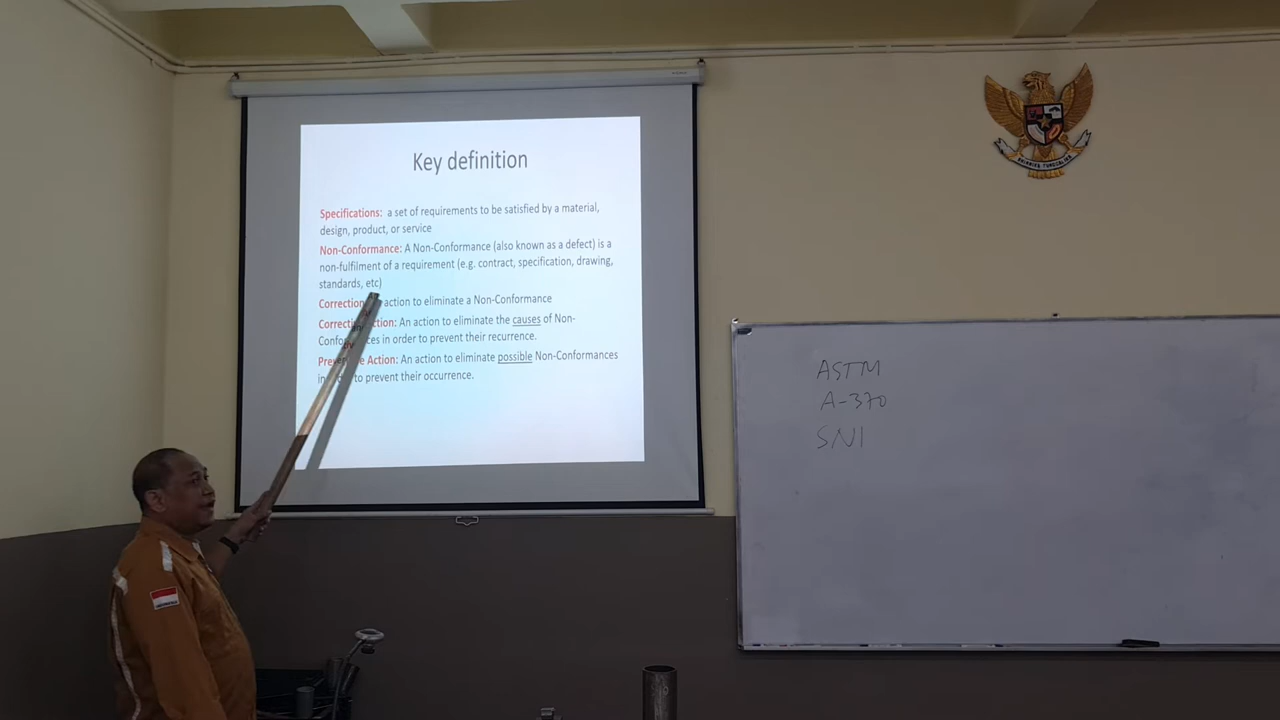 Key definition
Specifications: a set of requirements to be satisfied by a material,
design, product, or service
Non-Conformance: A Non-Conformance (also known as a defect) is a
non-fulfilment of a requirement (e.g. contract, specification, drawing,
standards, etc)
Correction action to eliminate a Non-Conformance
Action: An action to eliminate the causes of Non-
in order to prevent their recurrence.
Action: An action to eliminate possible Non-Conformances
to prevent their occurrence.
ASTM
A-370
SNI